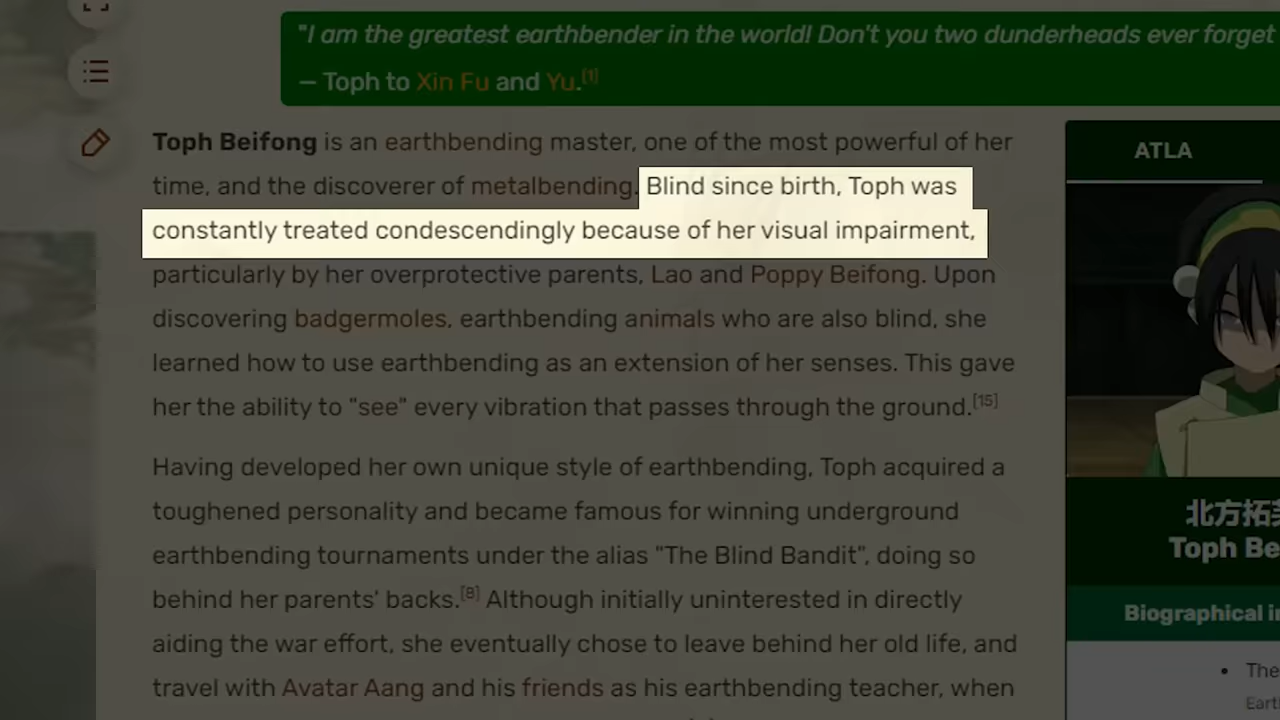 "I am the greatest earthbender in the world! Don't you two dunderheads ever forget
— Toph to Xin Fu and Yu.[1]
Toph Beifong is an earthbending master, one of the most powerful of her
time, and the discoverer of metalbending. Blind since birth, Toph was
constantly treated condescendingly because of her visual impairment,
particularly by her overprotective parents, Lao and Poppy Beifong. Upon
discovering badgermoles, earthbending animals who are also blind, she
learned how to use earthbending as an extension of her senses. This gave
her the ability to "see" every vibration that passes through the ground.[15]
Having developed her own unique style of earthbending, Toph acquired a
toughened personality and became famous for winning underground
earthbending tournaments under the alias "The Blind Bandit", doing so
behind her parents' backs.[8] Although initially uninterested in directly
aiding the war effort, she eventually chose to leave behind her old life, and
travel with Avatar Aang and his friends as his earthbending teacher, when
ATLA
北方拓
Toph Be
Biographical i
• The
Eart